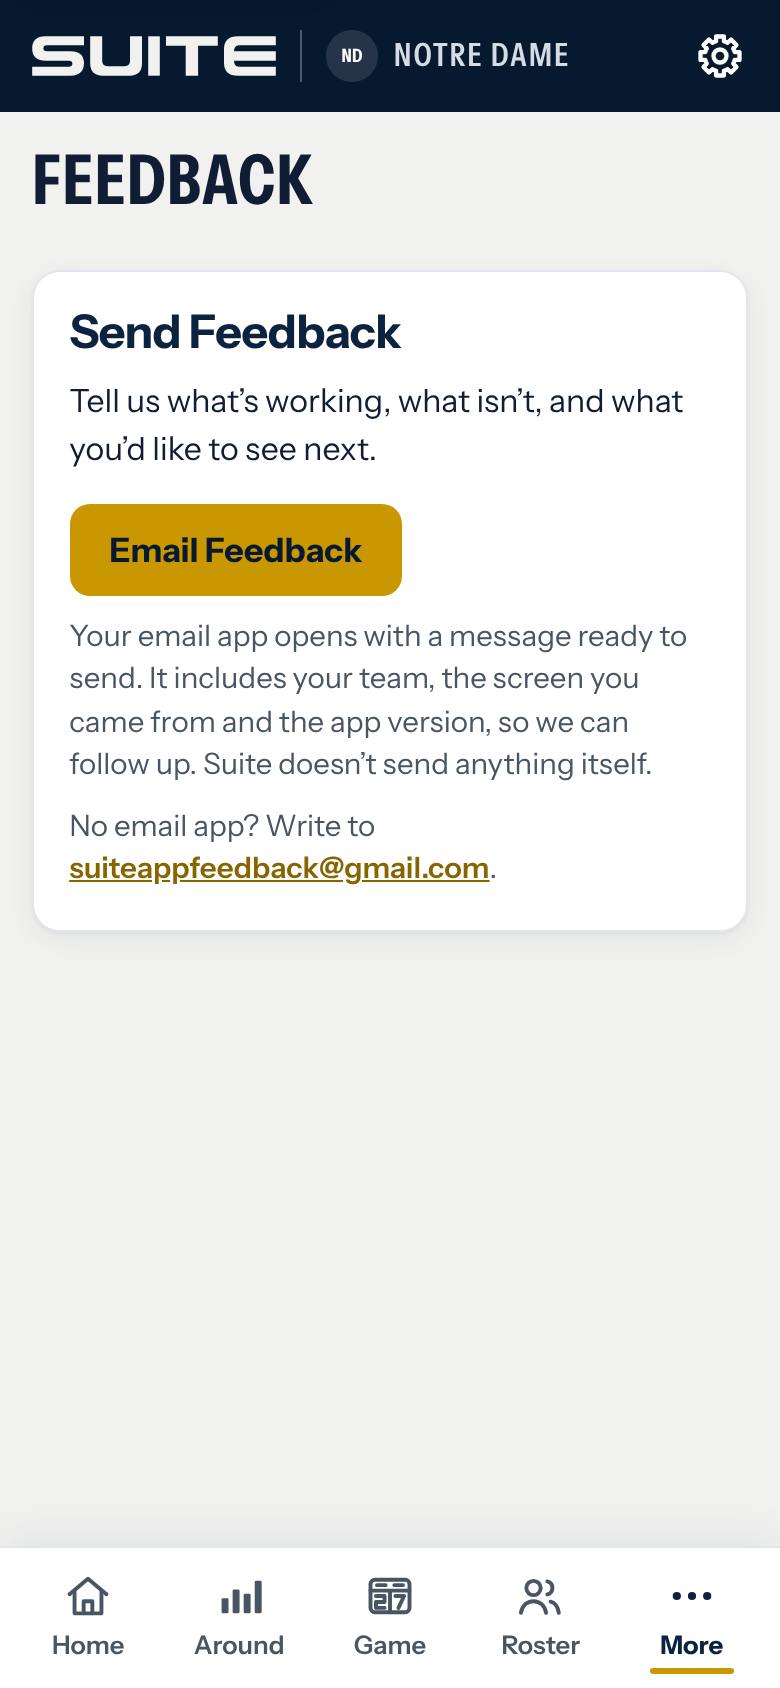 SUITE
ND
NOTRE DAME
FEEDBACK
Send Feedback
Tell us what’s working, what isn’t, and what
you’d like to see next.
Email Feedback
Your email app opens with a message ready to
send. It includes your team, the screen you
came from and the app version, so we can
follow up. Suite doesn’t send anything itself.
No email app? Write to
suiteappfeedback@gmail.com.
27
Home
Around
Game
Roster
More